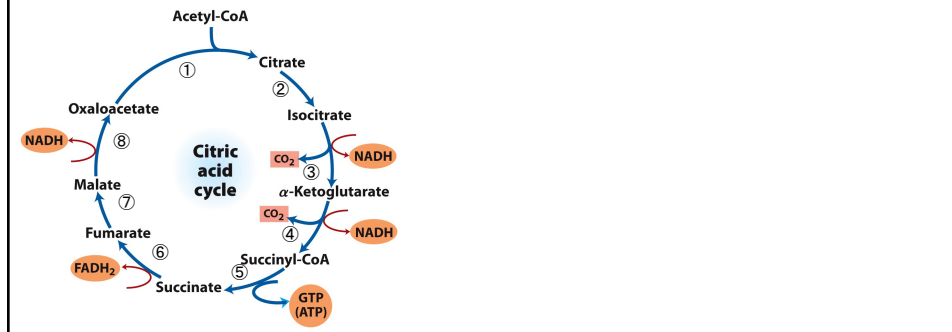 Acetyl-CoA
Citrate
①
②
Oxaloacetate
Isocitrate
NADH
⑧
Citric
acid
cycle
CO₂
NADH
③
Malate
α-Ketoglutarate
⑦
CO₂
Fumarate
④
NADH
⑥
Succinyl-CoA
FADH₂
⑤
Succinate
GTP
(ATP)